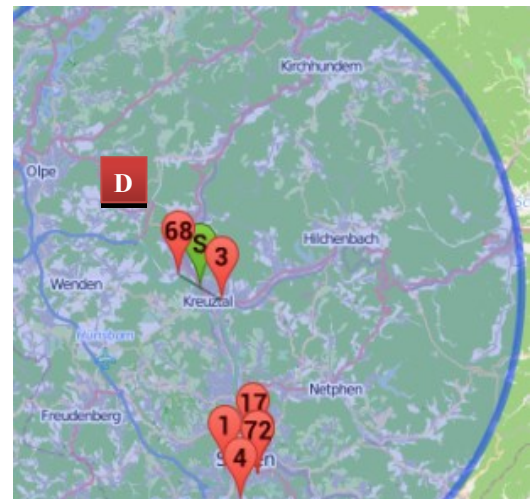 Kirchhundem
Olpe
D
68
S
3
Hilchenbach
Wenden
Kreuztal
Netphen
17
Freudenberg
1
72
4